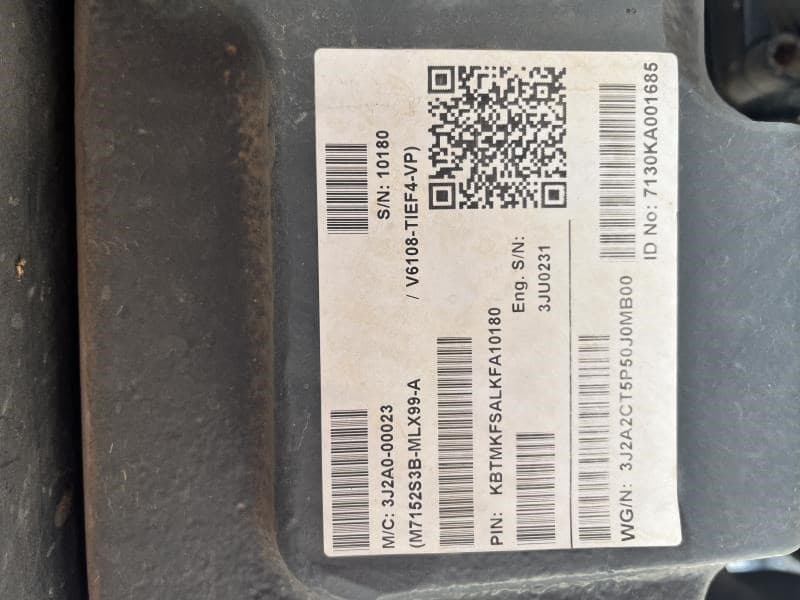 M/C: 3J2A0-00023 S/N: 10180
(M7152S3B-MLX99-A / V6108-TIEF4-VP)
PIN: KBTMKFSALKFA10180 Eng. S/N:
3JU0231
WG/N: 3J2A2CT5P50J0MB00 ID No: 7130KA001685